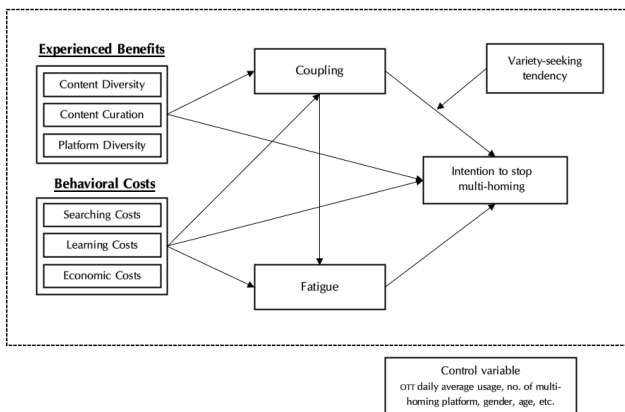 Experienced Benefits
Content Diversity
Content Curation
Platform Diversity
Behavioral Costs
Searching Costs
Learning Costs
Economic Costs
Coupling
Fatigue
Variety-seeking
tendency
Intention to stop
multi-homing
Control variable
OTT daily average usage, no. of multi-
homing platform, gender, age, etc.